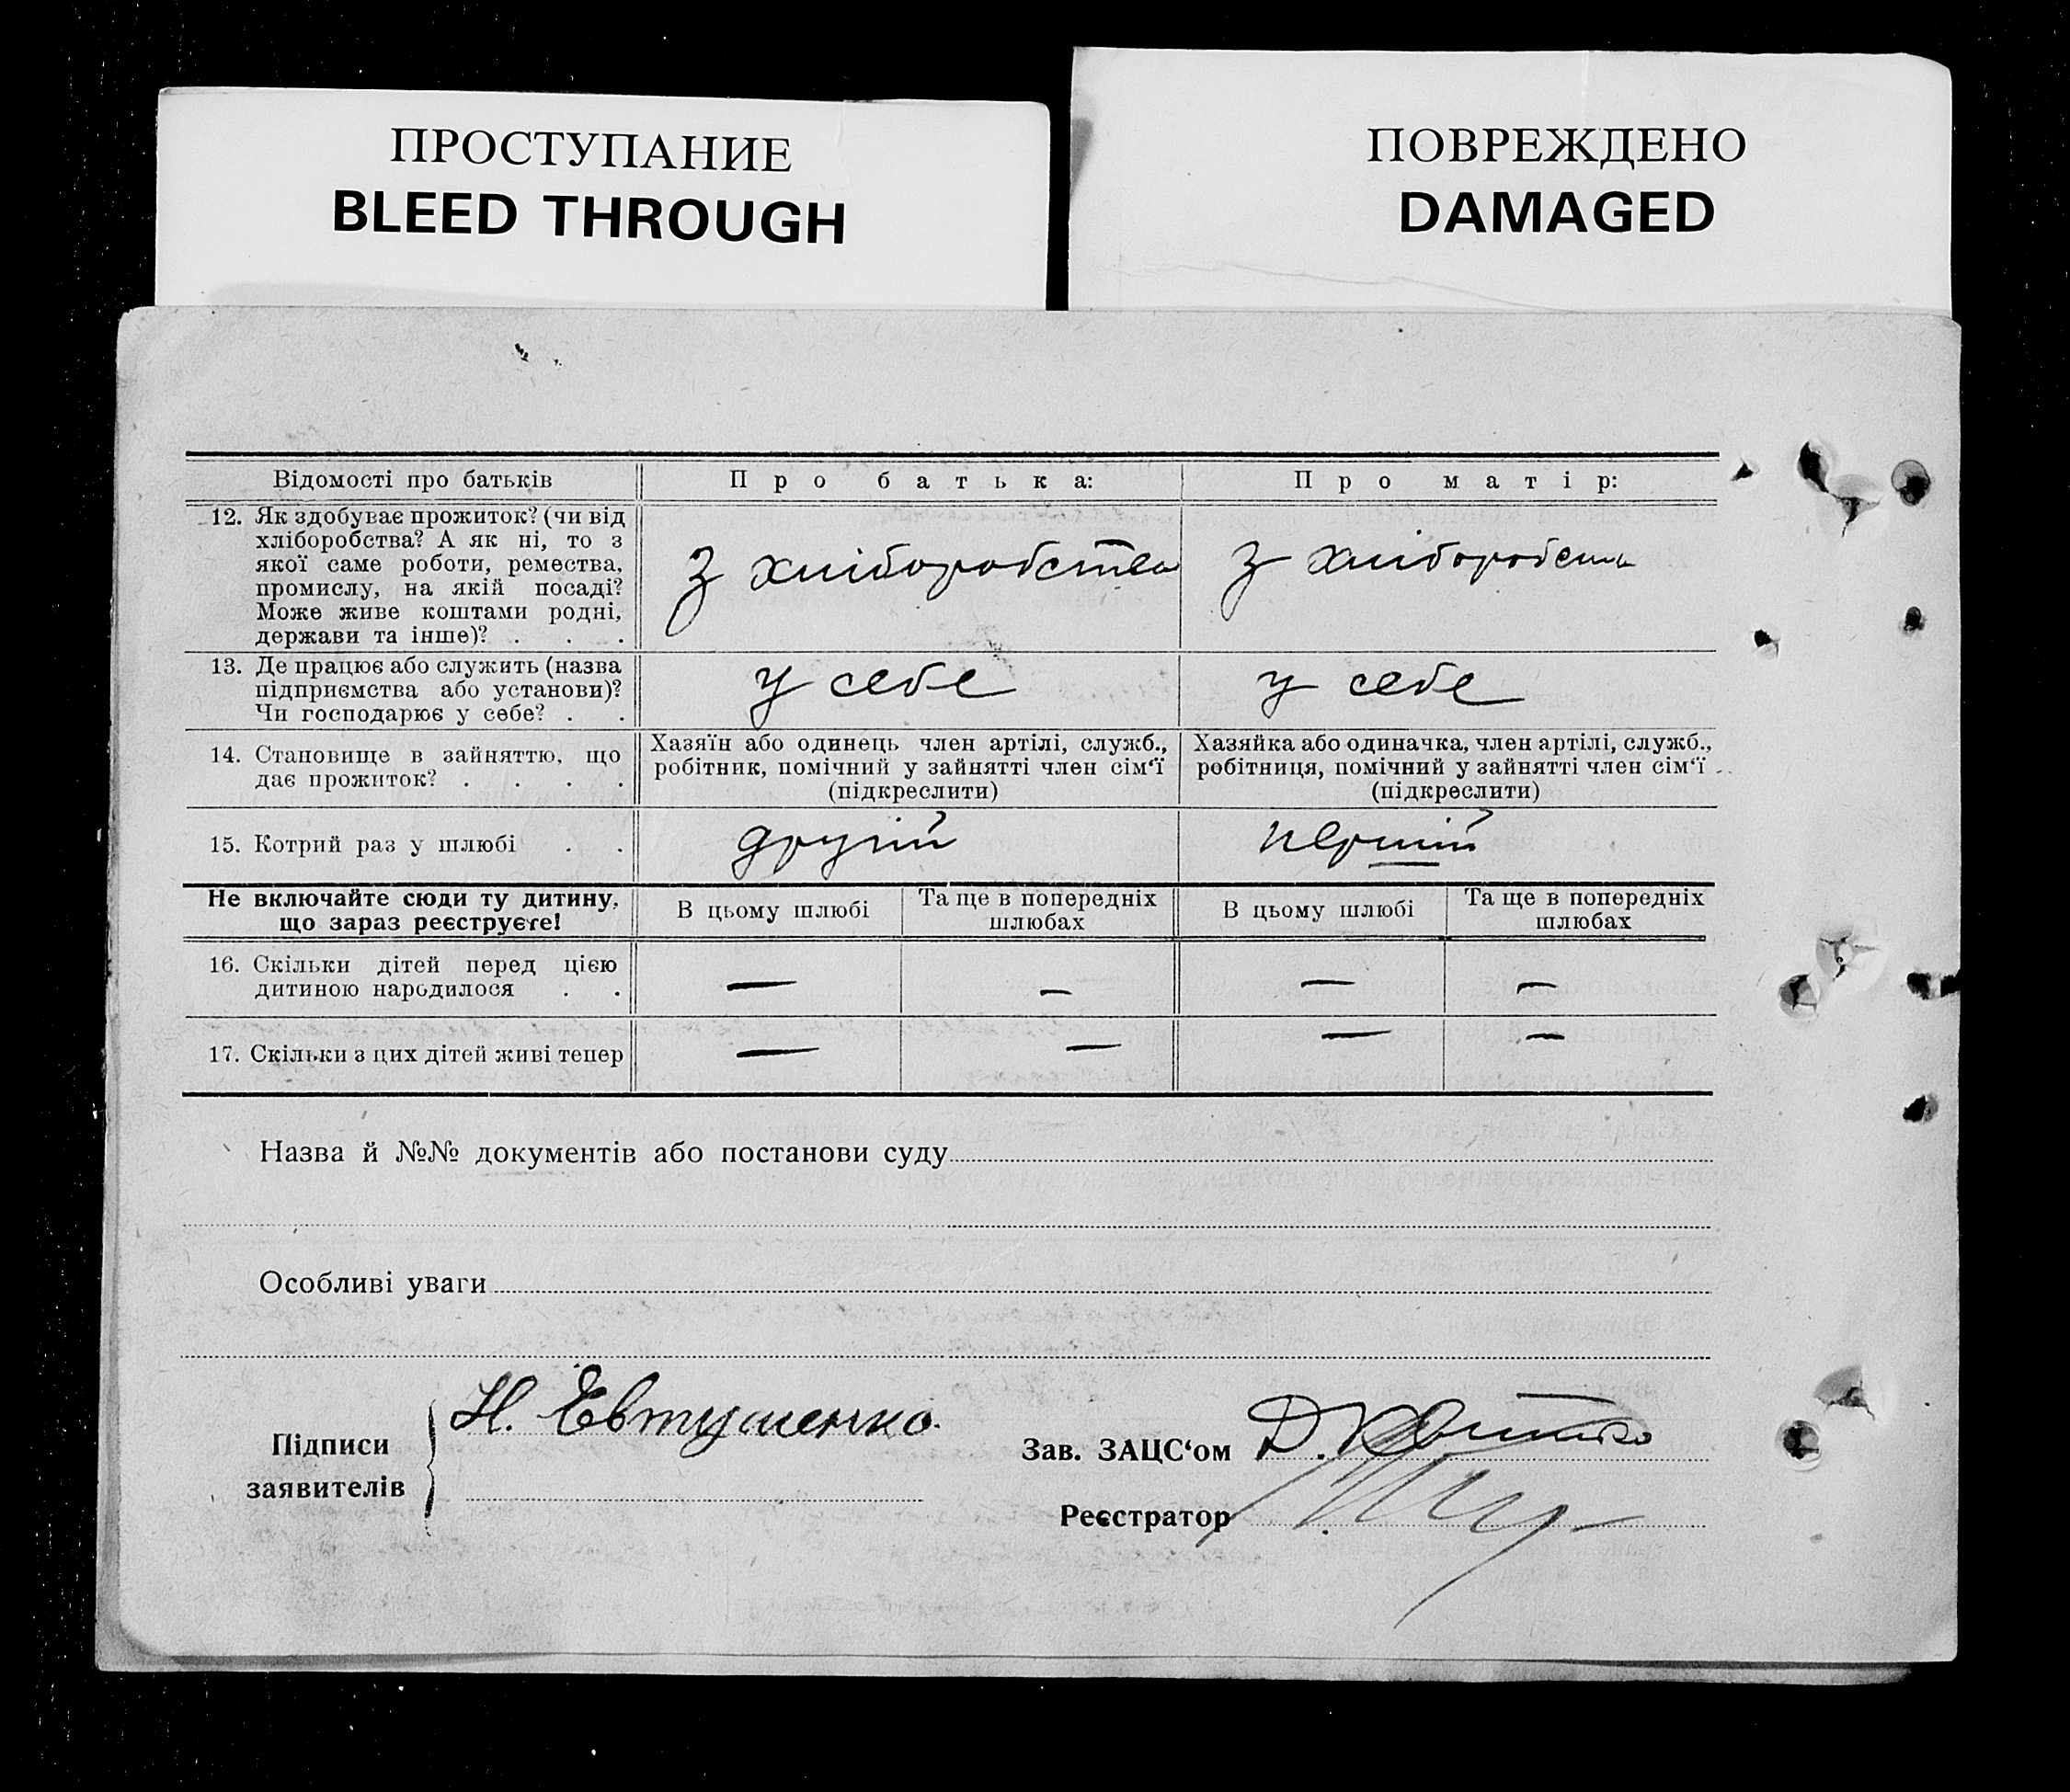 ПРОСТУПАНИЕ
BLEED THROUGH
ПОВРЕЖДЕНО
DAMAGED
Відомості про батьків
Про батька:
Про матір:
12. Як здобуває прожиток? (чи від
хліборобства? А як ні, то з
якої саме роботи, ремества,
промислу, на якій посаді?
Може живе коштами родні,
держави та інше)? . . .
З хліборобства
З хліборобства
13. Де працює або служить (назва
підприємства або установи)?
Чи господарює у себе? . .
у себе
у себе
14. Становище в зайняттю, що
дає прожиток? . . . .
Хазяїн або одинець член артілі, служб.,
робітник, помічний у зайнятті член сім‘ї
(підкреслити)
Хазяйка або одиначка, член артілі, служб.,
робітниця, помічний у зайнятті член сім‘ї
(підкреслити)
15. Котрий раз у шлюбі . .
другій
першій
Не включайте сюди ту дитину,
що зараз реєструєте!
В цьому шлюбі
Та ще в попередніх
шлюбах
В цьому шлюбі
Та ще в попередніх
шлюбах
16. Скільки дітей перед цією
дитиною народилося . .
— — — —
17. Скільки з цих дітей живі тепер
— — — —
Назва й №№ документів або постанови суду
Особливі уваги
Підписи
заявителів
Н. Евтушенко.
Зав. ЗАЦС‘ом
Д.
Реєстратор